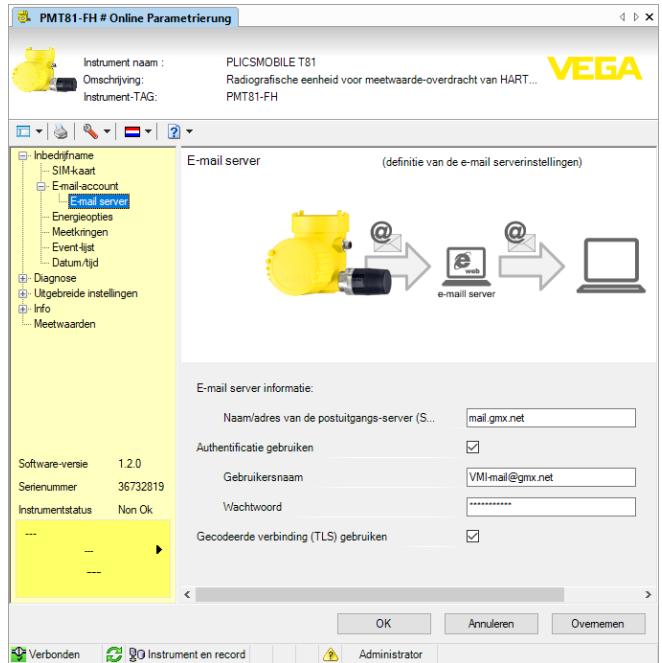 PMT81-FH # Online Parametrierung
Instrument naam : PLICSMOBILE T81
Omschrijving: Radiografische eenheid voor meetwaarde-overdracht van HART...
Instrument-TAG: PMT81-FH
VEGA
Inbedrijfname
SIM-kaart
E-mail-account
E-mail server
Energieopties
Meetkringen
Event-lijst
Datum/tijd
Diagnose
Uitgebreide instellingen
Info
Meetwaarden
Software-versie 1.2.0
Serienummer 36732819
Instrumentstatus Non Ok
---
---
---
E-mail server (definitie van de e-mail serverinstellingen)
@ @
web
e-maill server
E-mail server informatie:
Naam/adres van de postuitgangs-server (S... mail.gmx.net
Authentificatie gebruiken
Gebruikersnaam VMI-mail@gmx.net
Wachtwoord ***********
Gecodeerde verbinding (TLS) gebruiken
OK Annuleren Overnemen
Verbonden Instrument en record Administrator